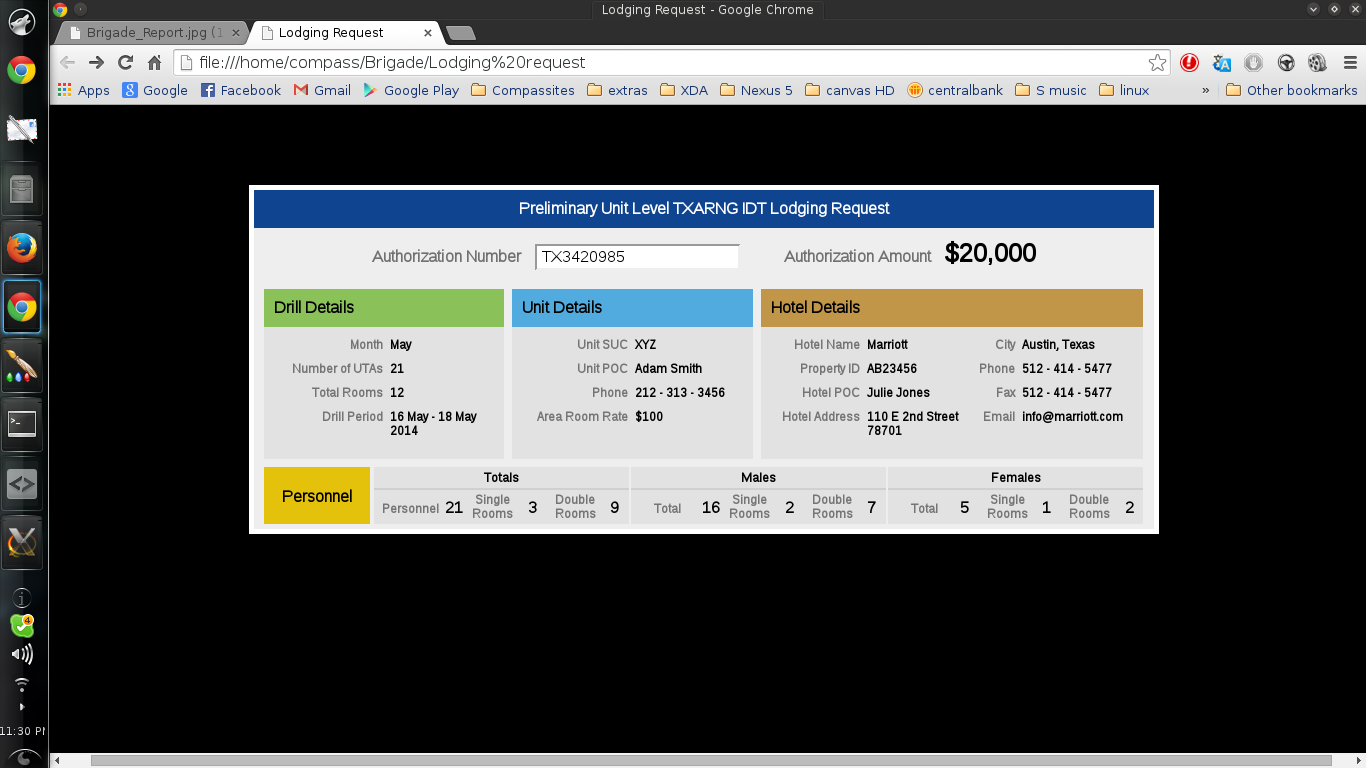 Lodging Request - Google Chrome
Brigade_Report.jpg (1
Lodging Request
file:///home/compass/Brigade/Lodging%20request
Apps Google Facebook Gmail Google Play Compassites extras XDA Nexus 5 canvas HD centralbank S music linux » Other bookmarks
Preliminary Unit Level TXARNG IDT Lodging Request
Authorization Number TX3420985 Authorization Amount $20,000
Drill Details
Month May
Number of UTAs 21
Total Rooms 12
Drill Period 16 May - 18 May
2014
Unit Details
Unit SUC XYZ
Unit POC Adam Smith
Phone 212 - 313 - 3456
Area Room Rate $100
Hotel Details
Hotel Name Marriott City Austin, Texas
Property ID AB23456 Phone 512 - 414 - 5477
Hotel POC Julie Jones Fax 512 - 414 - 5477
Hotel Address 110 E 2nd Street Email info@marriott.com
78701
Personnel
Totals
Personnel 21 Single Rooms 3 Double Rooms 9
Males
Total 16 Single Rooms 2 Double Rooms 7
Females
Total 5 Single Rooms 1 Double Rooms 2
4
11:30 PM